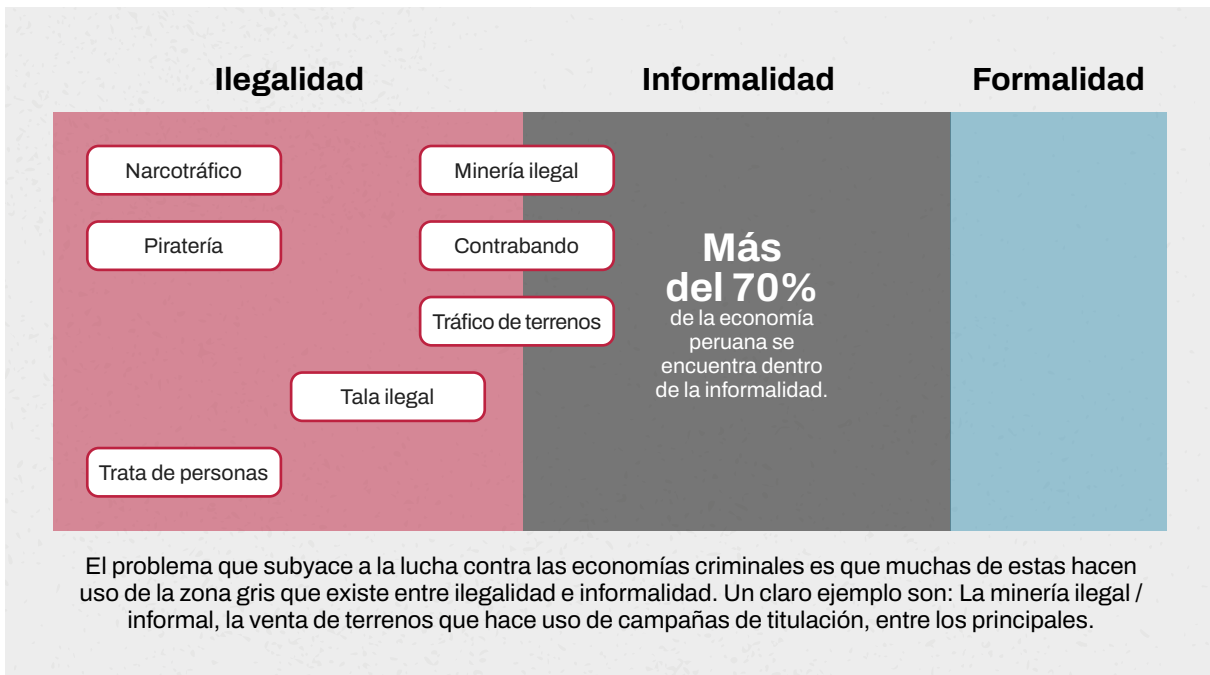 Ilegalidad
Informalidad
Formalidad
Narcotráfico
Minería ilegal
Piratería
Contrabando
Tráfico de terrenos
Tala ilegal
Trata de personas
Más
del 70%
de la economía
peruana se
encuentra dentro
de la informalidad.
El problema que subyace a la lucha contra las economías criminales es que muchas de estas hacen
uso de la zona gris que existe entre ilegalidad e informalidad. Un claro ejemplo son: La minería ilegal /
informal, la venta de terrenos que hace uso de campañas de titulación, entre los principales.